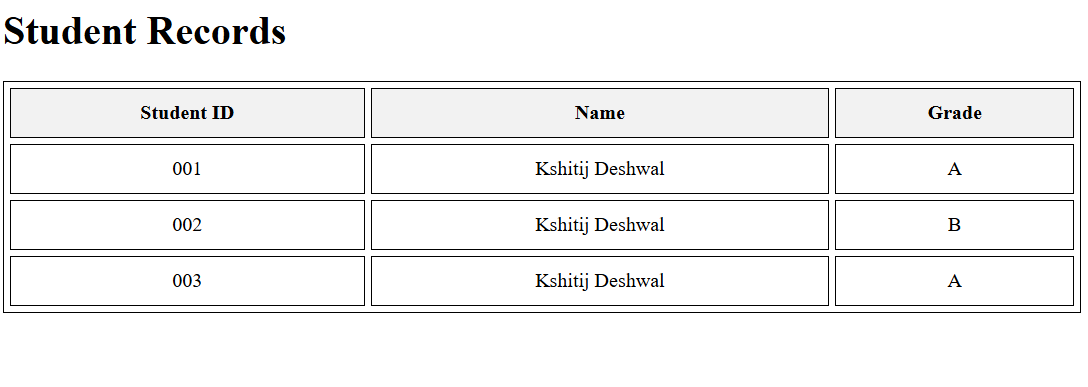 Student Records
Student ID Name Grade
001 Kshitij Deshwal A
002 Kshitij Deshwal B
003 Kshitij Deshwal A